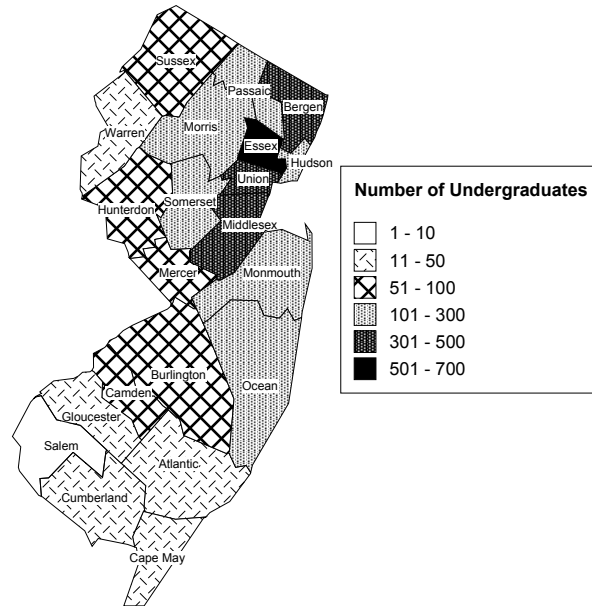 Sussex
Passaic
Bergen
Warren
Morris
Essex
Hudson
Union
Hunterdon
Somerset
Middlesex
Mercer
Monmouth
Burlington
Ocean
Camden
Gloucester
Salem
Atlantic
Cumberland
Cape May
Number of Undergraduates
1 - 10
11 - 50
51 - 100
101 - 300
301 - 500
501 - 700